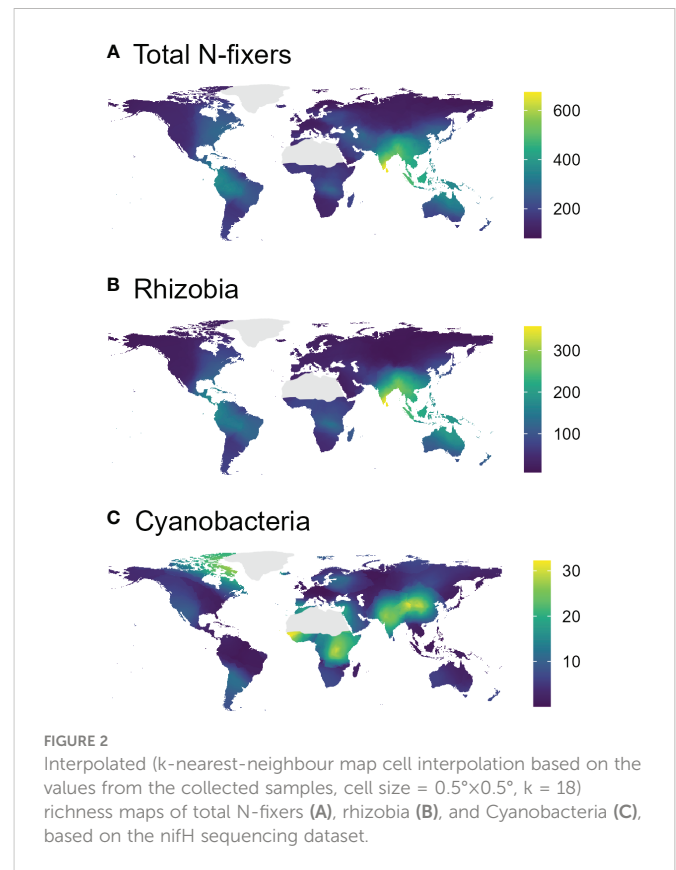 A Total N-fixers
600
400
200
B Rhizobia
300
200
100
C Cyanobacteria
30
20
10
FIGURE 2
Interpolated (k-nearest-neighbour map cell interpolation based on the
values from the collected samples, cell size = 0.5°×0.5°, k = 18)
richness maps of total N-fixers (A), rhizobia (B), and Cyanobacteria (C),
based on the nifH sequencing dataset.